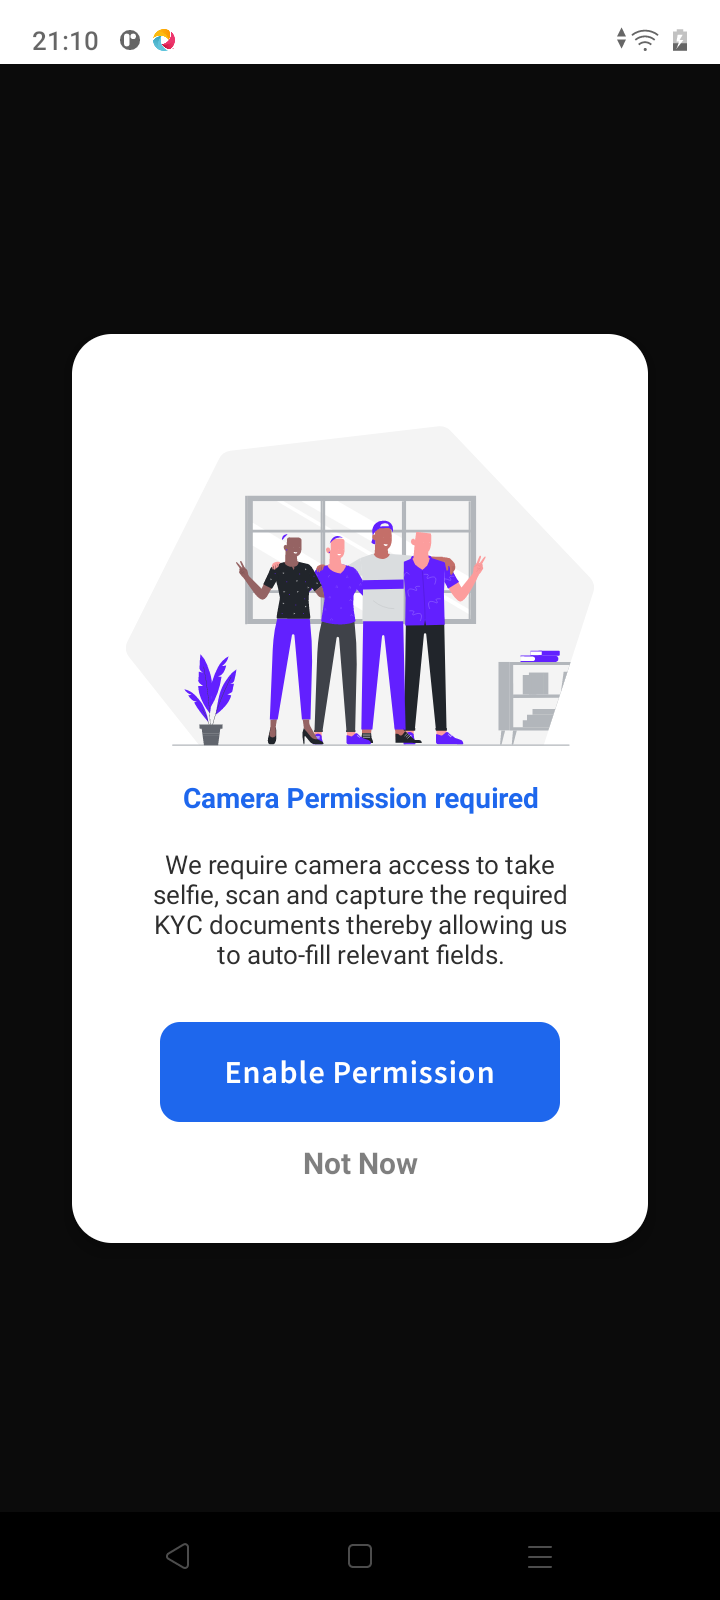 21:10
Camera Permission required
We require camera access to take
selfie, scan and capture the required
KYC documents thereby allowing us
to auto-fill relevant fields.
Enable Permission
Not Now